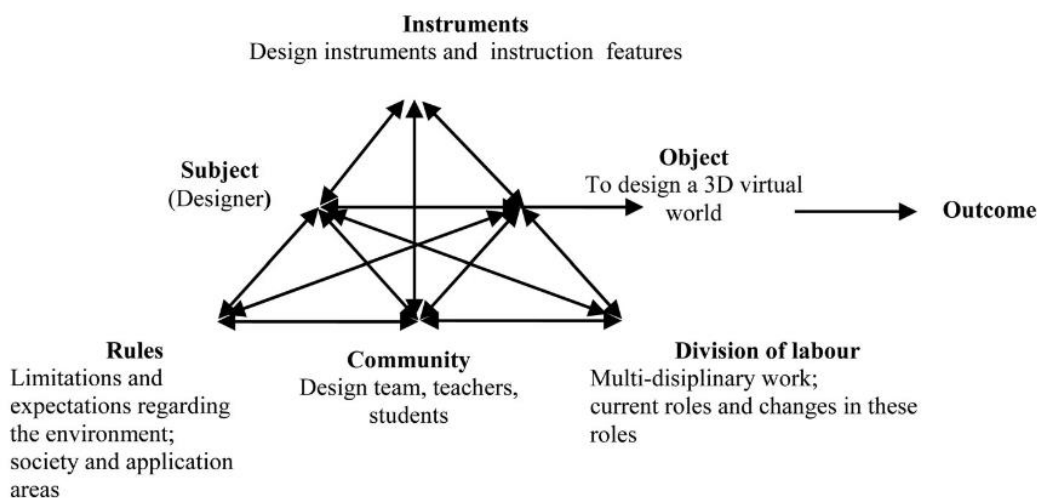 Instruments
Design instruments and instruction features
Subject
(Designer)
Object
To design a 3D virtual
world
Outcome
Rules
Limitations and
expectations regarding
the environment;
society and application
areas
Community
Design team, teachers,
students
Division of labour
Multi-disiplinary work;
current roles and changes in these
roles